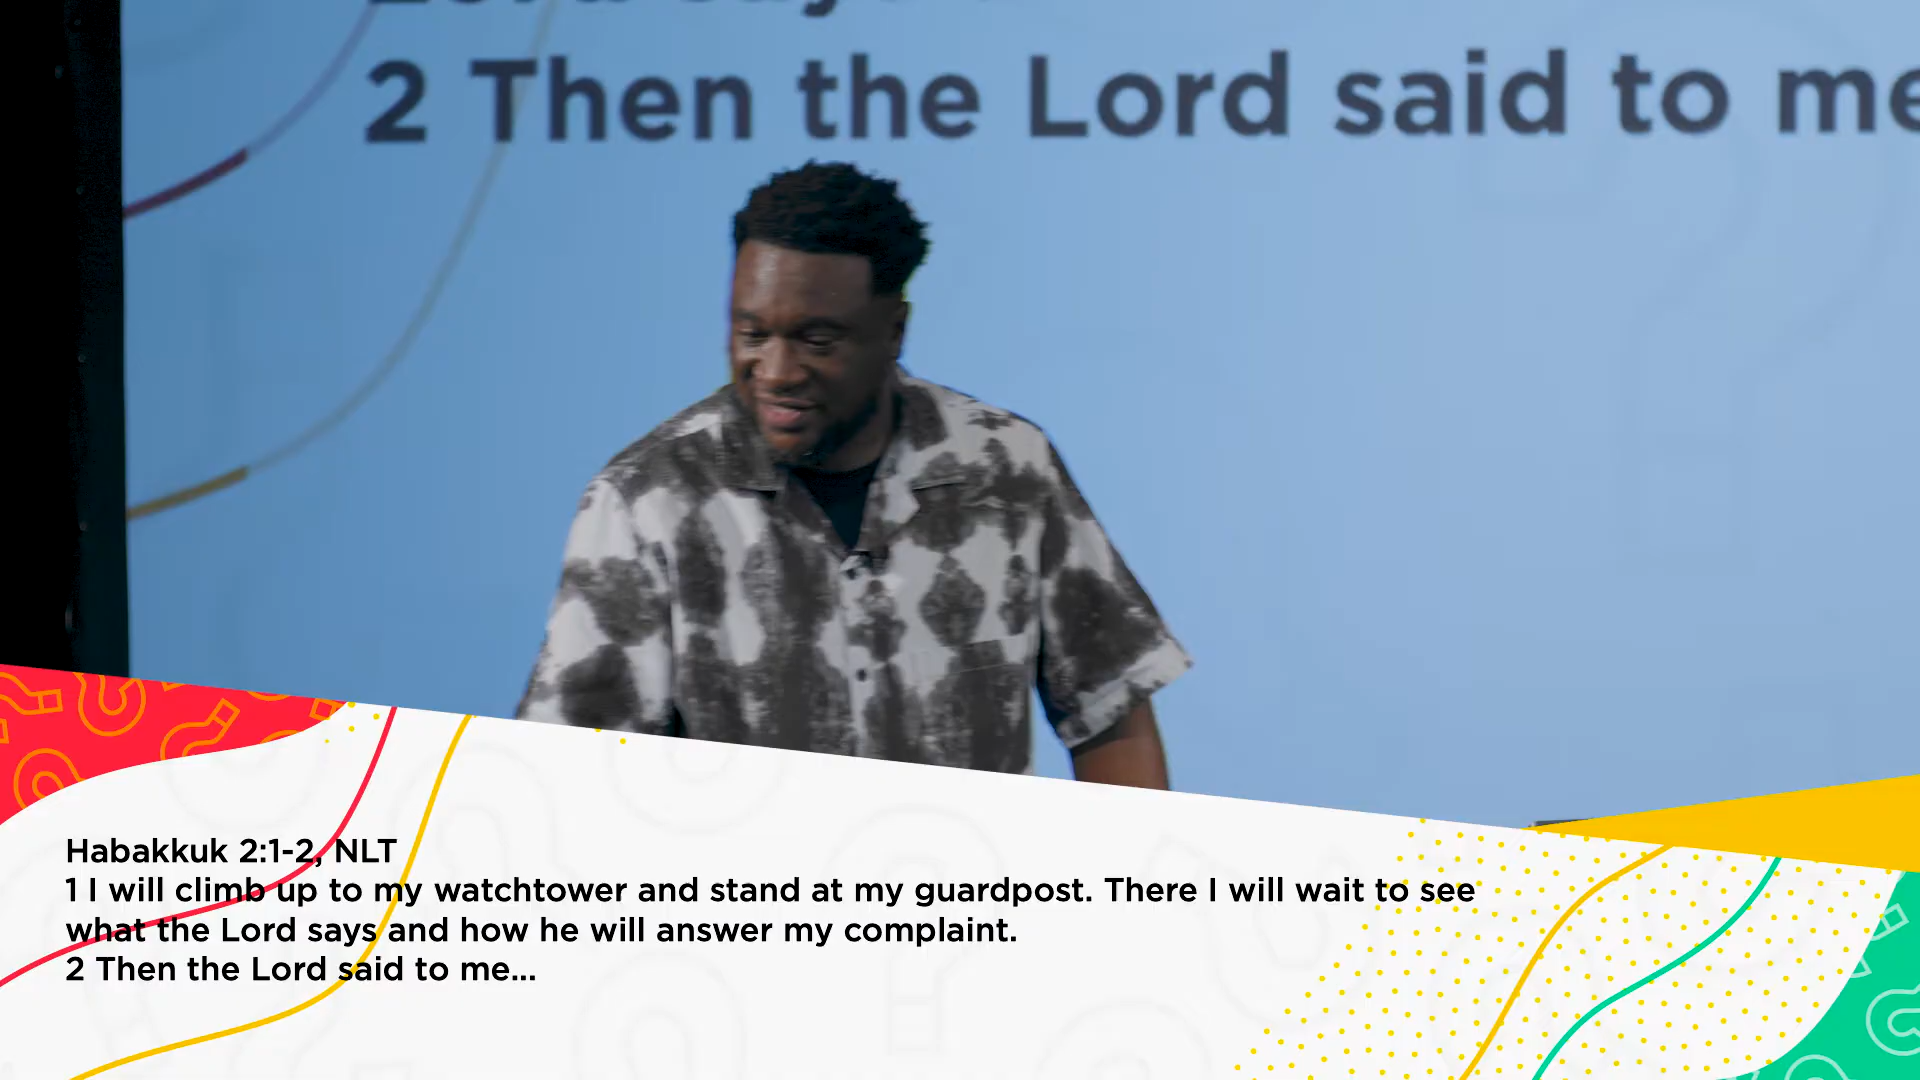 2 Then the Lord said to me
Habakkuk 2:1-2, NLT
1 I will climb up to my watchtower and stand at my guardpost. There I will wait to see
what the Lord says and how he will answer my complaint.
2 Then the Lord said to me...